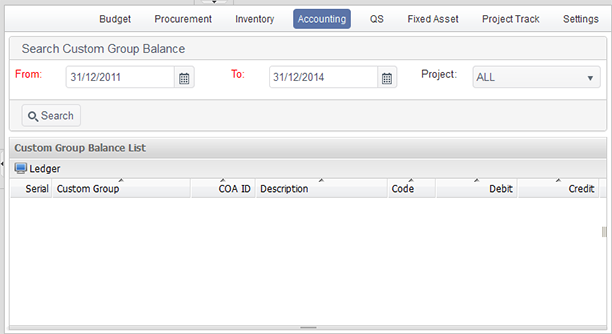 Budget Procurement Inventory Accounting QS Fixed Asset Project Track Settings
Search Custom Group Balance
From: 31/12/2011 To: 31/12/2014 Project: ALL
Search
Custom Group Balance List
Ledger
Serial Custom Group COA ID Description Code Debit Credit